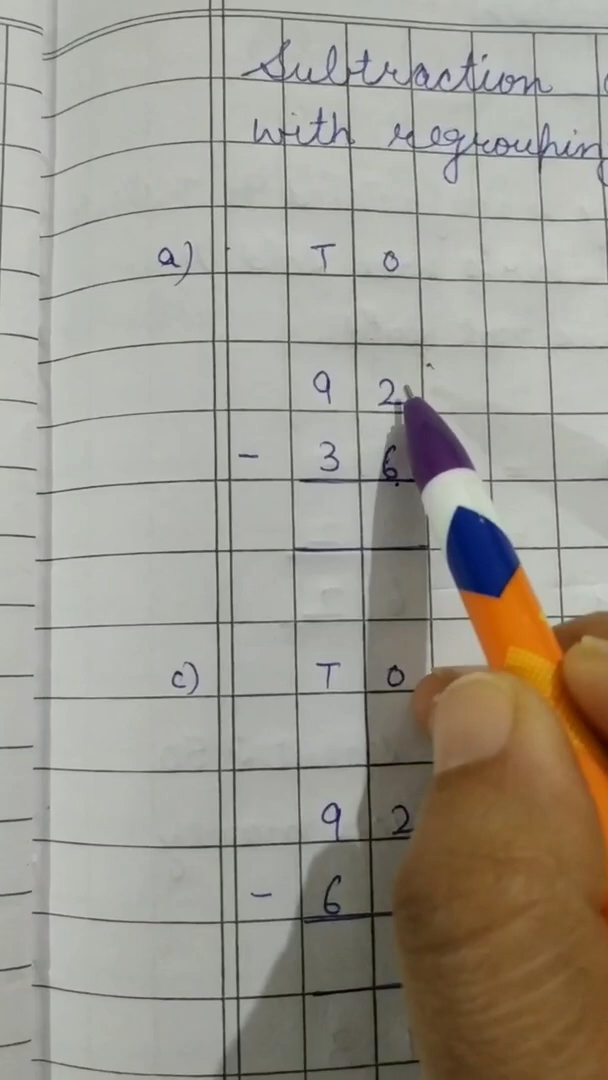 Subtraction
with regrouping
a) T O
9 2
- 3 6
c) T O
9 2
- 6